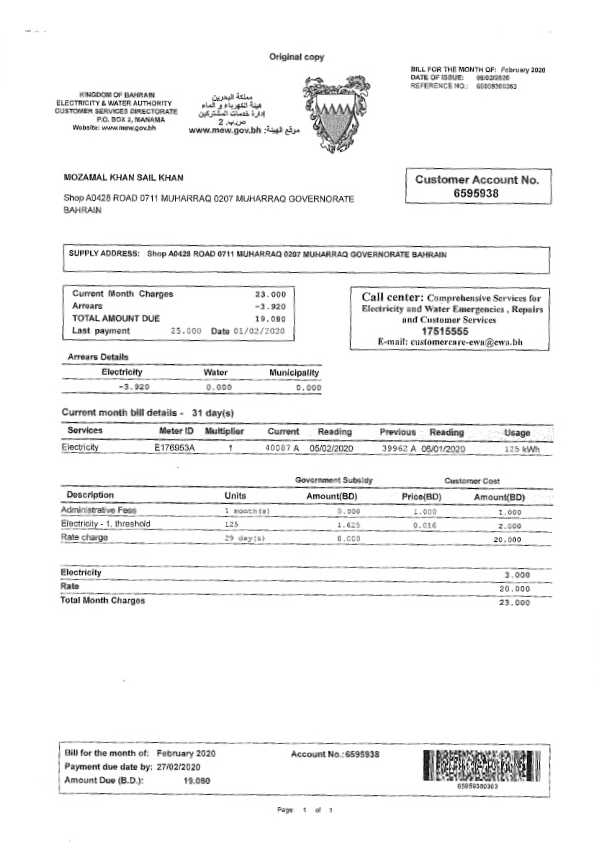 Original copy
BILL FOR THE MONTH OF: February 2020
DATE OF ISSUE: 09/02/2020
REFERENCE NO.: 65959380363
KINGDOM OF BAHRAIN
ELECTRICITY & WATER AUTHORITY
CUSTOMER SERVICES DIRECTORATE
P.O. BOX 2, MANAMA
Website: www.mew.gov.bh
مملكة البحرين
هيئة الكهرباء و الماء
إدارة خدمات المشتركين
ص.ب. 2
موقع الهيئة: www.mew.gov.bh
MOZAMAL KHAN SAIL KHAN
Shop A0428 ROAD 0711 MUHARRAQ 0207 MUHARRAQ GOVERNORATE
BAHRAIN
Customer Account No.
6595938
SUPPLY ADDRESS: Shop A0428 ROAD 0711 MUHARRAQ 0207 MUHARRAQ GOVERNORATE BAHRAIN
Current Month Charges 23.000
Arrears -3.920
TOTAL AMOUNT DUE 19.080
Last payment 25.000 Date 01/02/2020
Call center: Comprehensive Services for
Electricity and Water Emergencies , Repairs
and Customer Services
17515555
E-mail: customercare-ewa@ewa.bh
Arrears Details
Electricity Water Municipality
-3.920 0.000 0.000
Current month bill details - 31 day(s)
Services Meter ID Multiplier Current Reading Previous Reading Usage
Electricity E176953A 1 40087 A 05/02/2020 39962 A 05/01/2020 125 kWh
Government Subsidy Customer Cost
Description Units Amount(BD) Price(BD) Amount(BD)
Administrative Fees 1 month(s) 0.000 1.000 1.000
Electricity - 1. threshold 125 1.625 0.016 2.000
Rate charge 29 day(s) 0.000 20.000
Electricity 3.000
Rate 20.000
Total Month Charges 23.000
Bill for the month of: February 2020 Account No.:6595938
Payment due date by: 27/02/2020
Amount Due (B.D.): 19.080
65959380363
Page: 1 of 1